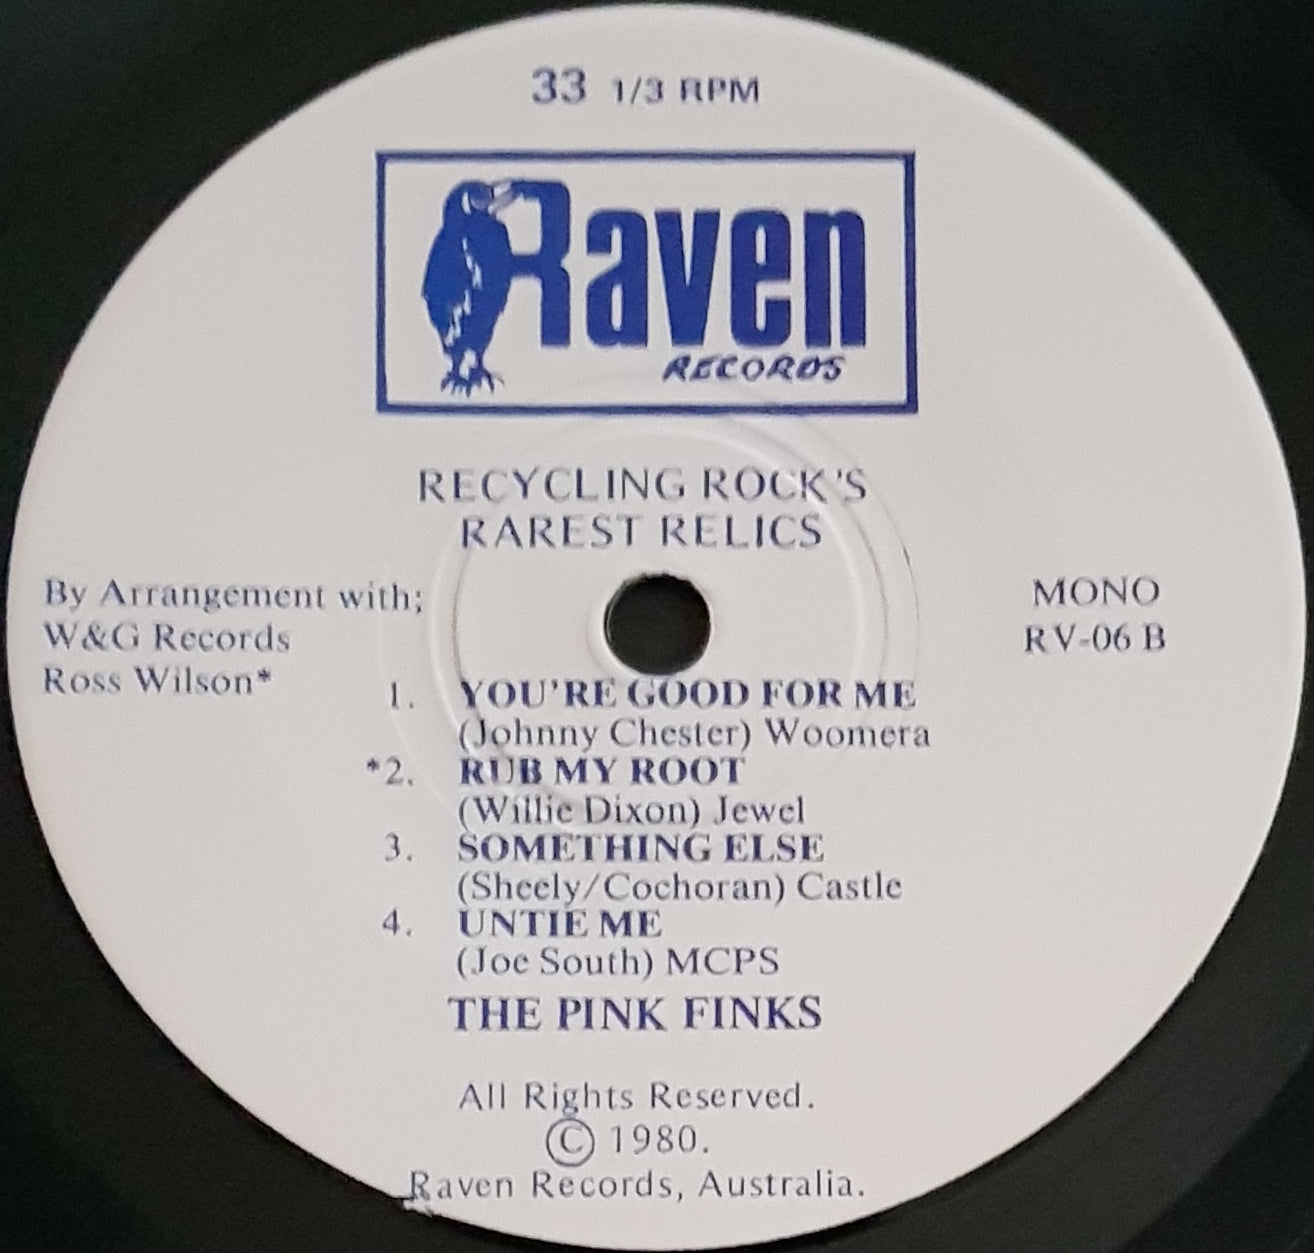 33 1/3 RPM
Raven
RECORDS
RECYCLING ROCK'S
RAREST RELICS
By Arrangement with;
W&G Records
Ross Wilson*
MONO
RV-06 B
1. YOU'RE GOOD FOR ME
(Johnny Chester) Woomera
*2. RUB MY ROOT
(Willie Dixon) Jewel
3. SOMETHING ELSE
(Sheely/Cochoran) Castle
4. UNTIE ME
(Joe South) MCPS
THE PINK FINKS
All Rights Reserved.
© 1980.
Raven Records, Australia.